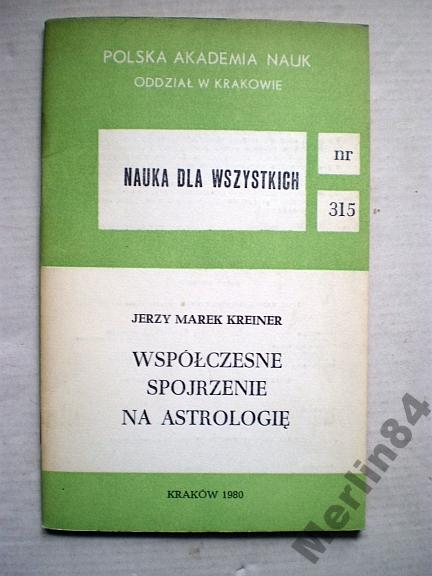 POLSKA AKADEMIA NAUK
ODDZIAŁ W KRAKOWIE
NAUKA DLA WSZYSTKICH
nr
315
JERZY MAREK KREINER
WSPÓŁCZESNE
SPOJRZENIE
NA ASTROLOGIĘ
KRAKÓW 1980
Merlin84